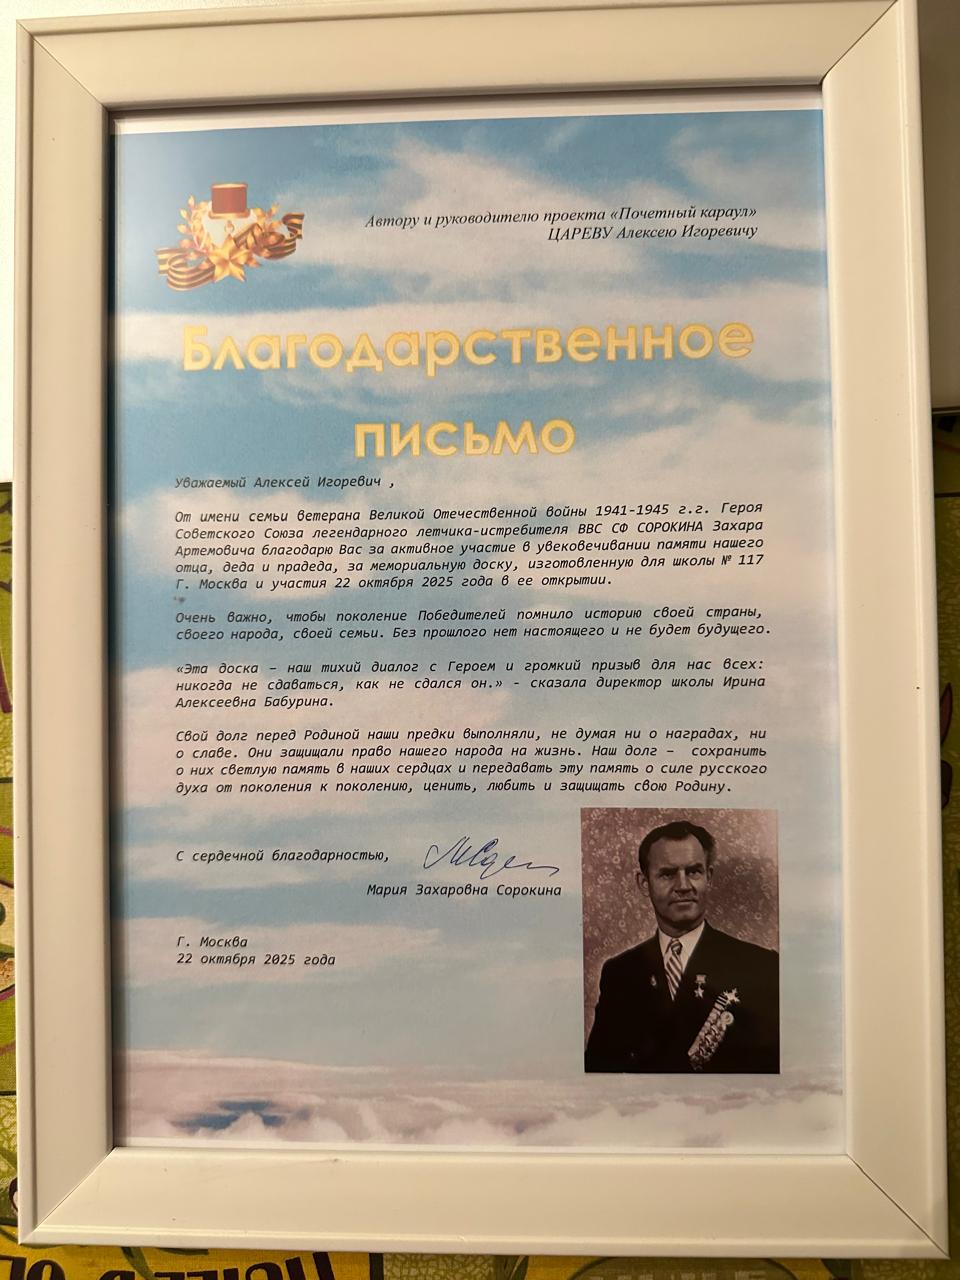 Автору и руководителю проекта «Почетный караул»
ЦАРЕВУ Алексею Игоревичу
Благодарственное
письмо
Уважаемый Алексей Игоревич ,
От имени семьи ветерана Великой Отечественной войны 1941-1945 г.г. Героя
Советского Союза легендарного летчика-истребителя ВВС СФ СОРОКИНА Захара
Артемовича благодарю Вас за активное участие в увековечивании памяти нашего
отца, деда и прадеда, за мемориальную доску, изготовленную для школы № 117
Г. Москва и участия 22 октября 2025 года в ее открытии.
Очень важно, чтобы поколение Победителей помнило историю своей страны,
своего народа, своей семьи. Без прошлого нет настоящего и не будет будущего.
«Эта доска – наш тихий диалог с Героем и громкий призыв для нас всех:
никогда не сдаваться, как не сдался он.» - сказала директор школы Ирина
Алексеевна Бабурина.
Свой долг перед Родиной наши предки выполняли, не думая ни о наградах, ни
о славе. Они защищали право нашего народа на жизнь. Наш долг – сохранить
о них светлую память в наших сердцах и передавать эту память о силе русского
духа от поколения к поколению, ценить, любить и защищать свою Родину.
С сердечной благодарностью,
Мария Захаровна Сорокина
Г. Москва
22 октября 2025 года